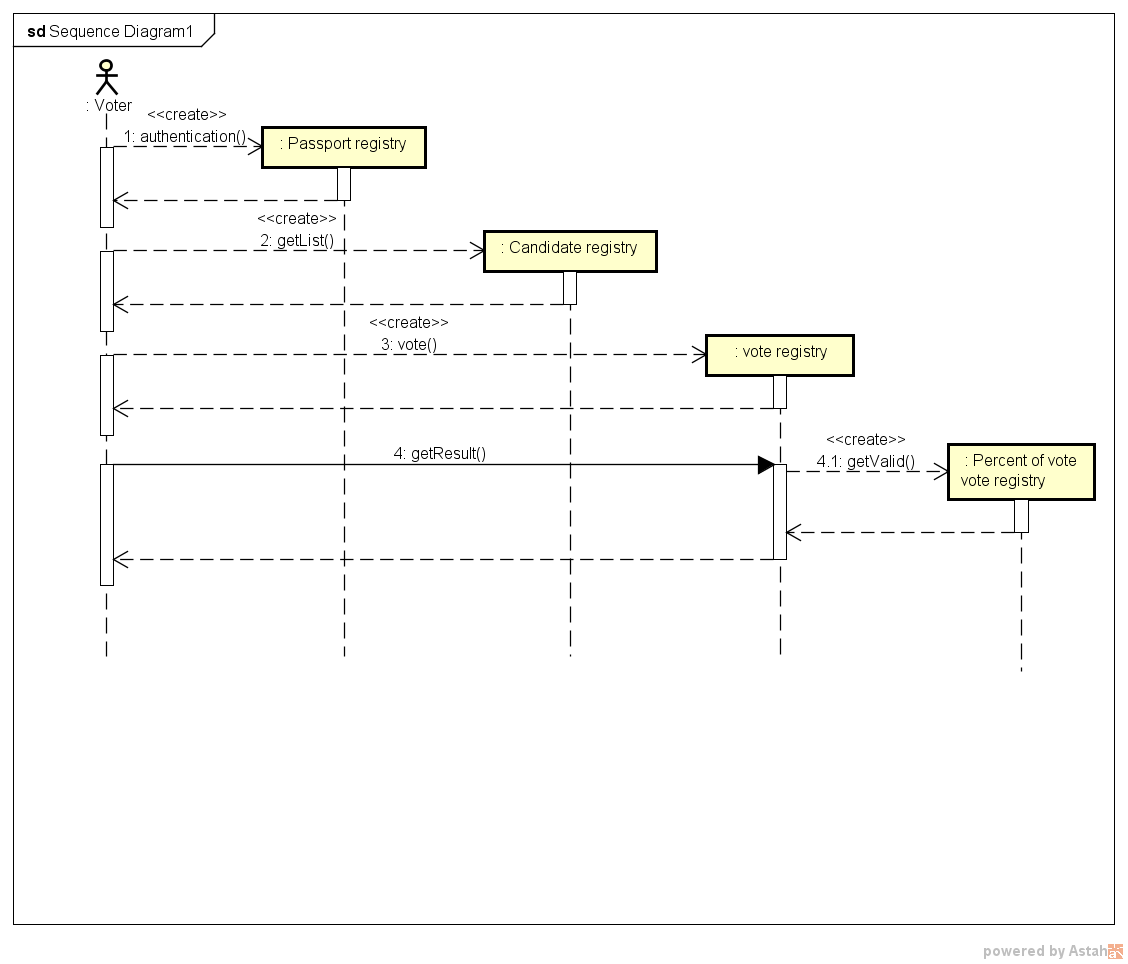 sd Sequence Diagram1
: Voter
<<create>>
1: authentication()
: Passport registry
<<create>>
2: getList()
: Candidate registry
<<create>>
3: vote()
: vote registry
4: getResult()
<<create>>
4.1: getValid()
: Percent of vote
vote registry
powered by Astah